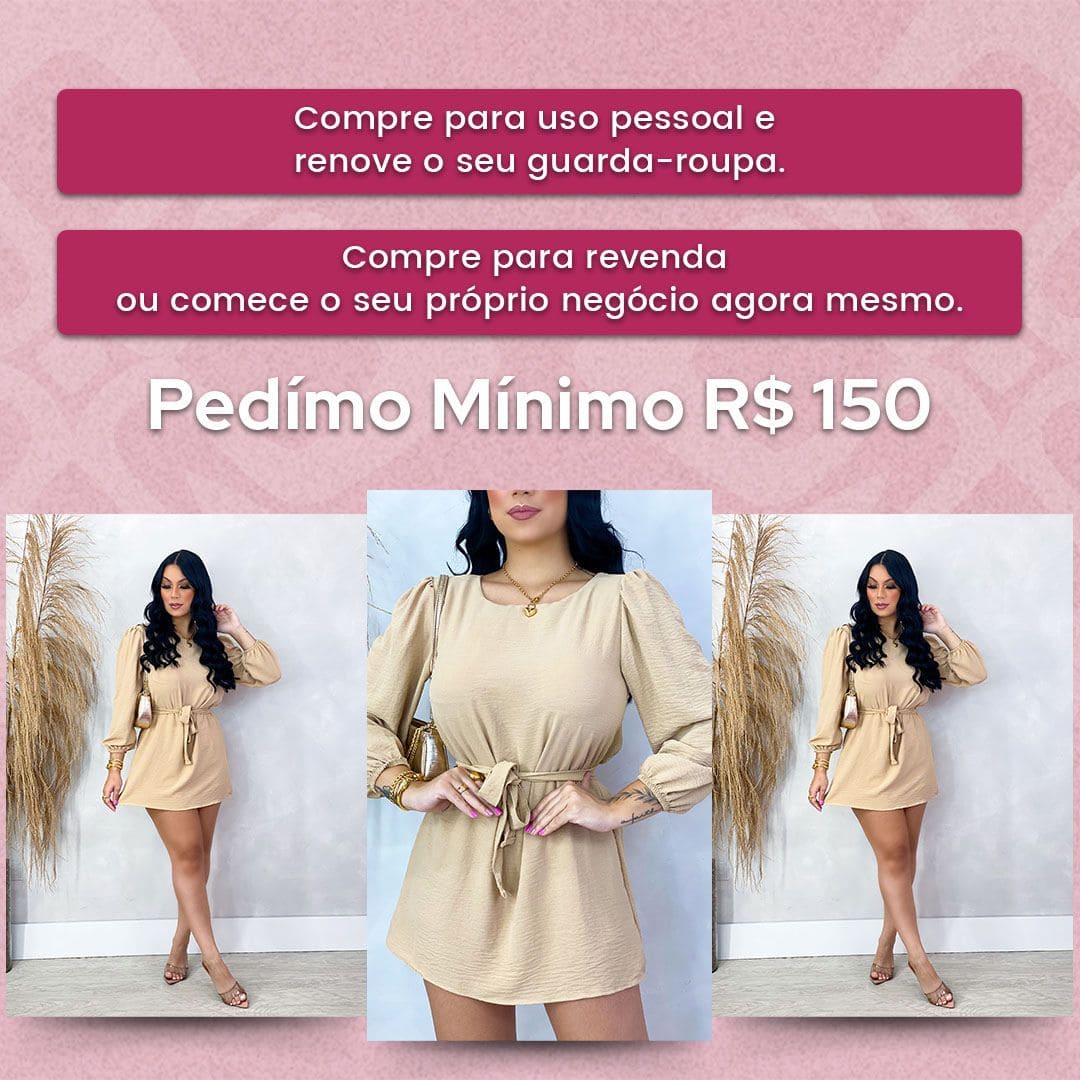 Compre para uso pessoal e
renove o seu guarda-roupa.
Compre para revenda
ou comece o seu próprio negócio agora mesmo.
Pedímo Mínimo R$ 150